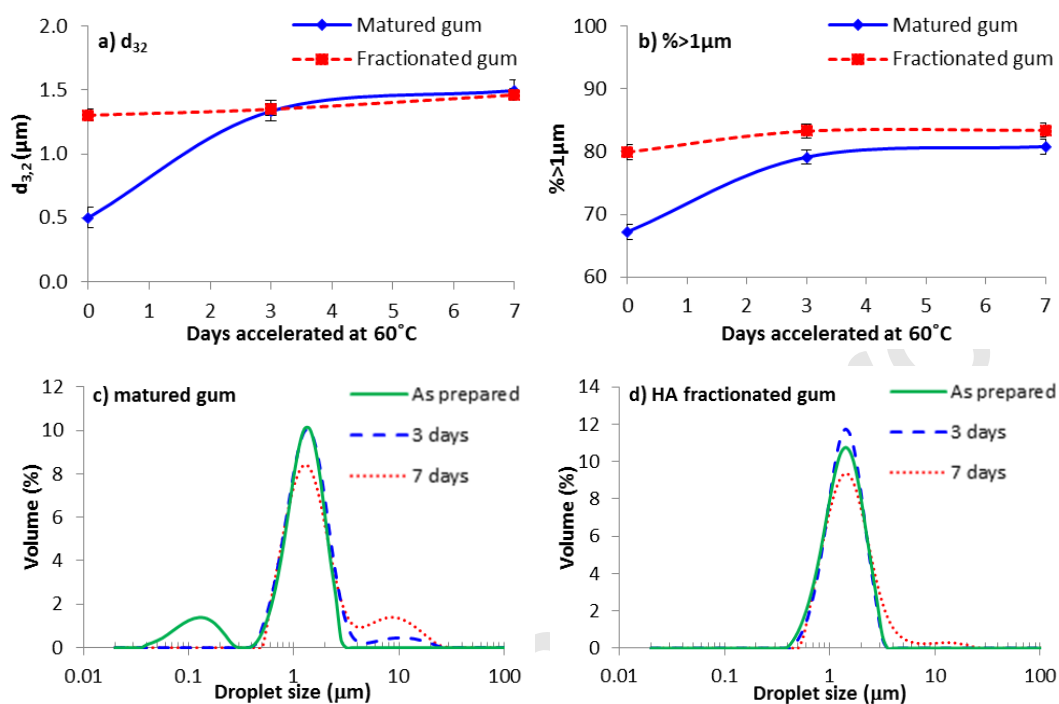 a) d32
Matured gum
Fractionated gum
2.0
1.5
1.0
0.5
0.0
d3,2 (µm)
0 1 2 3 4 5 6 7
Days accelerated at 60˚C
b) %>1µm
Matured gum
Fractionated gum
100
90
80
70
60
%>1µm
0 1 2 3 4 5 6 7
Days accelerated at 60˚C
c) matured gum
As prepared
3 days
7 days
12
10
8
6
4
2
0
Volume (%)
0.01 0.1 1 10 100
Droplet size (µm)
d) HA fractionated gum
As prepared
3 days
7 days
14
12
10
8
6
4
2
0
Volume (%)
0.01 0.1 1 10 100
Droplet size (µm)